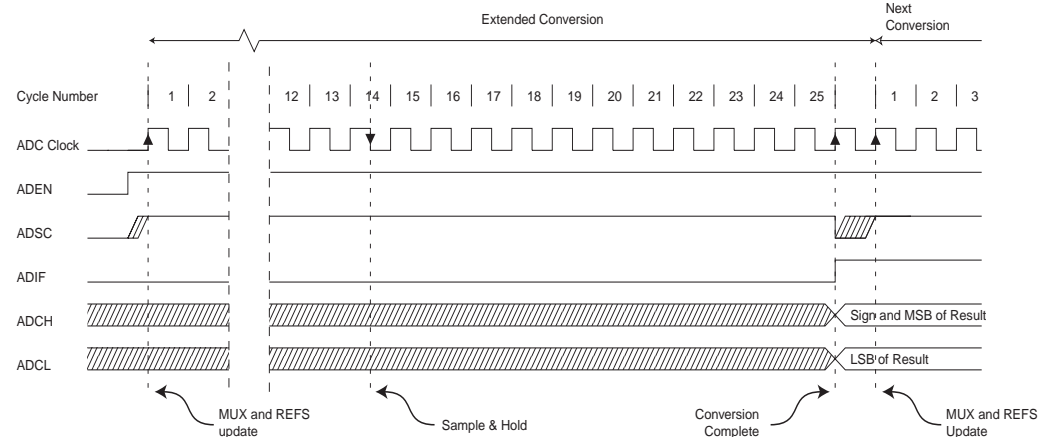 Next
Conversion
Extended Conversion
Cycle Number 1 2 12 13 14 15 16 17 18 19 20 21 22 23 24 25 1 2 3
ADC Clock
ADEN
ADSC
ADIF
ADCH Sign and MSB of Result
ADCL LSB of Result
MUX and REFS
update
Sample & Hold
Conversion
Complete
MUX and REFS
Update